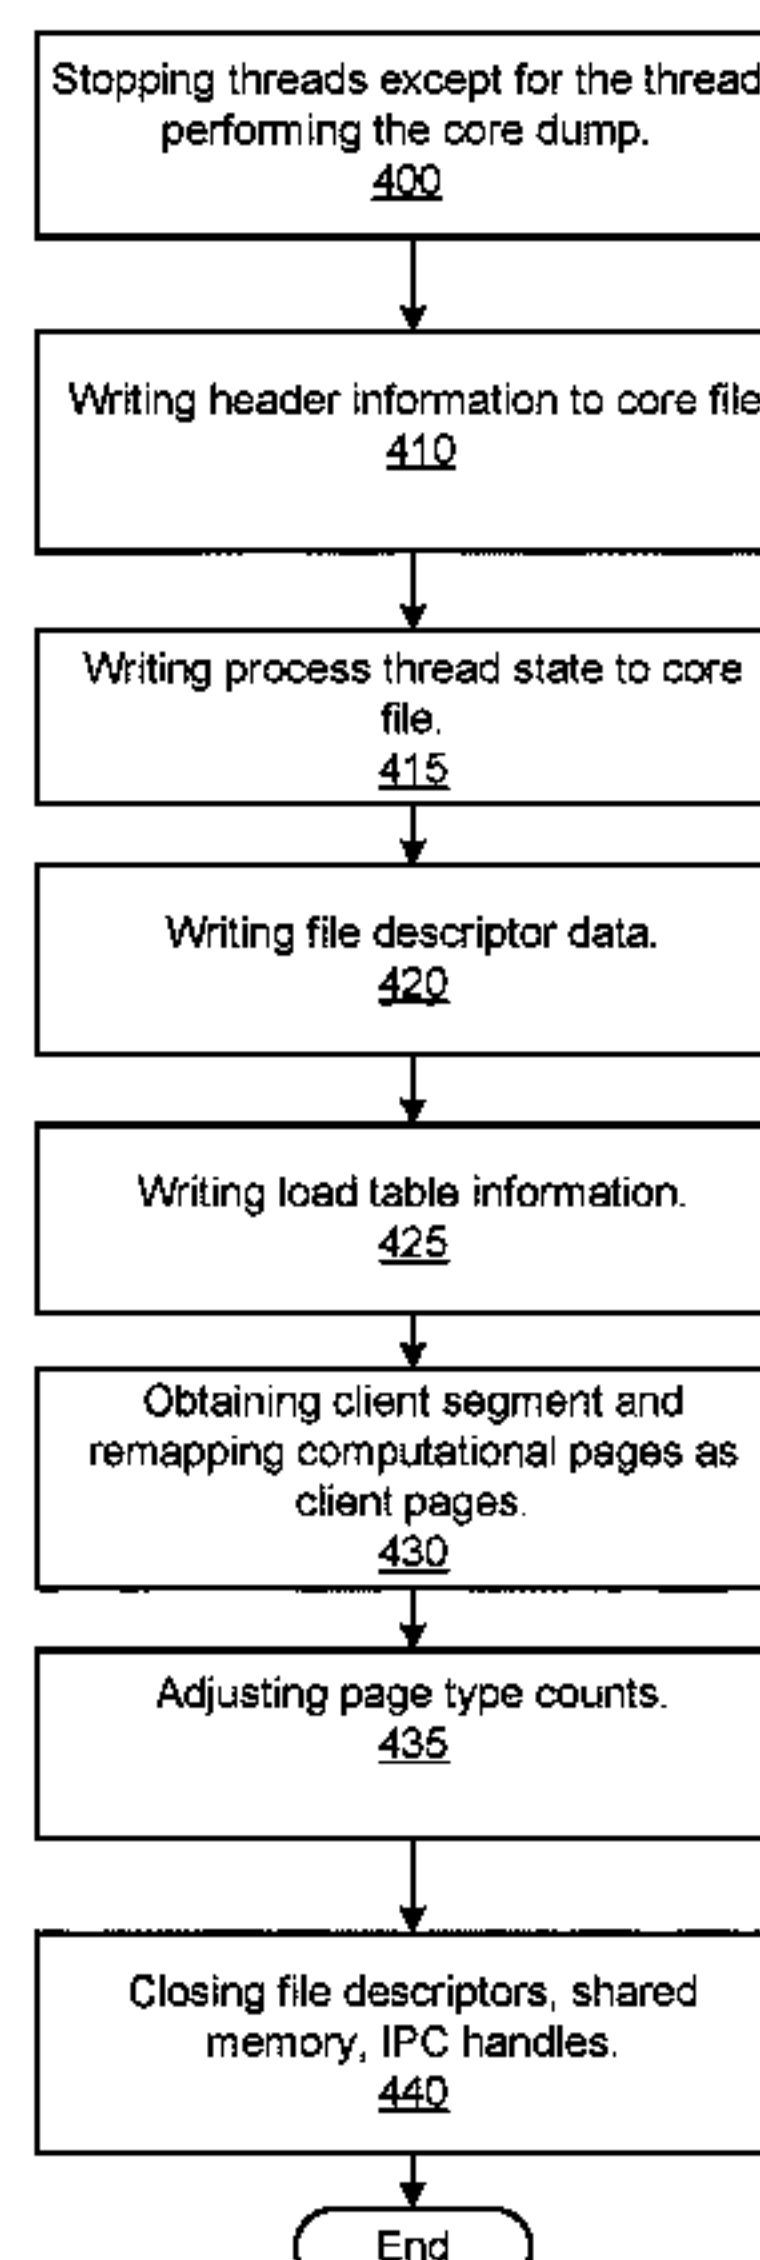 Stopping threads except for the thread
performing the core dump.
400
Writing header information to core file
410
Writing process thread state to core
file.
415
Writing file descriptor data.
420
Writing load table information.
425
Obtaining client segment and
remapping computational pages as
client pages.
430
Adjusting page type counts.
435
Closing file descriptors, shared
memory, IPC handles.
440
End